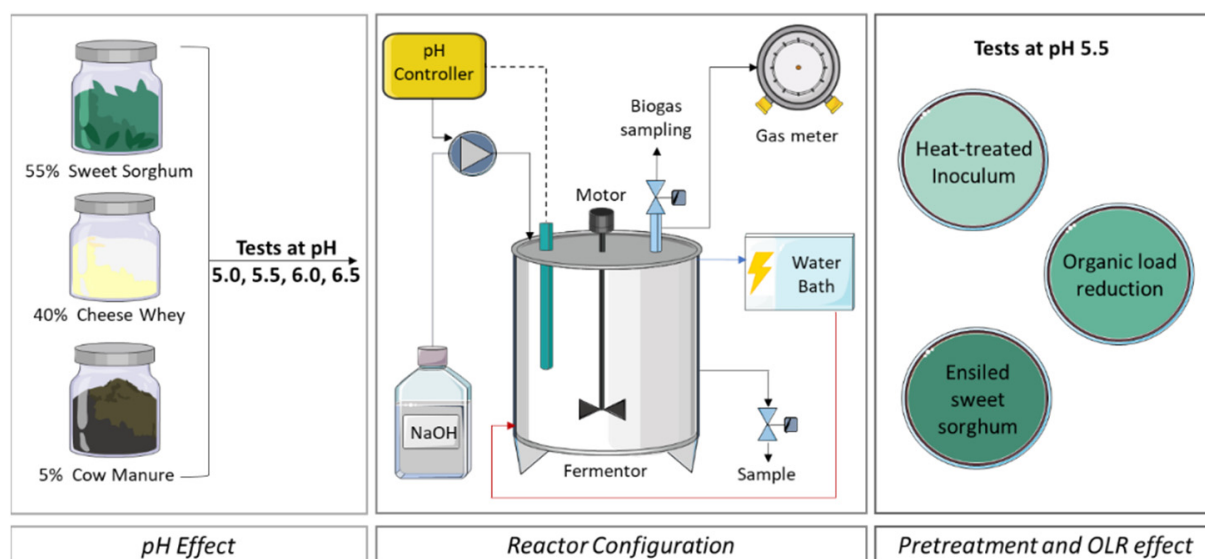 55% Sweet Sorghum
40% Cheese Whey
5% Cow Manure
Tests at pH
5.0, 5.5, 6.0, 6.5
pH Effect
pH
Controller
Biogas
sampling
Gas meter
Motor
Water
Bath
NaOH
Fermentor
Sample
Reactor Configuration
Tests at pH 5.5
Heat-treated
Inoculum
Organic load
reduction
Ensiled
sweet
sorghum
Pretreatment and OLR effect